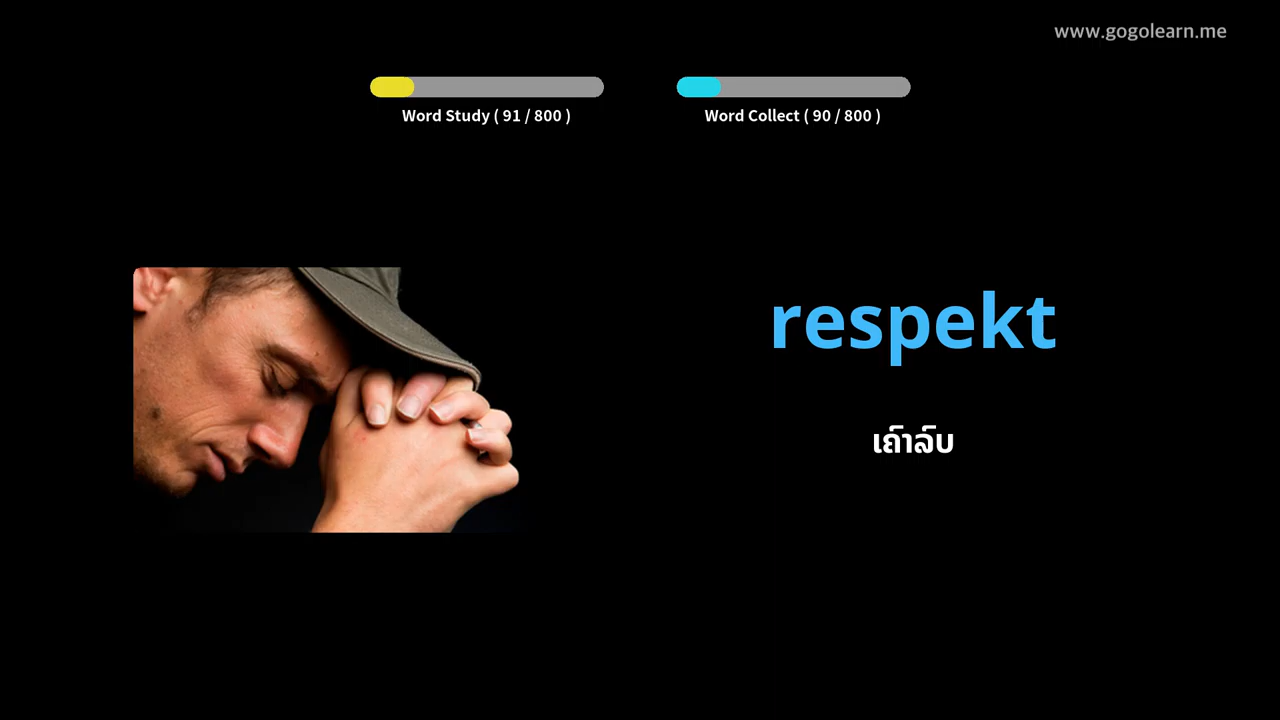 www.gogolearn.me
Word Study ( 91 / 800 )
Word Collect ( 90 / 800 )
respekt
ເຄົາລົບ